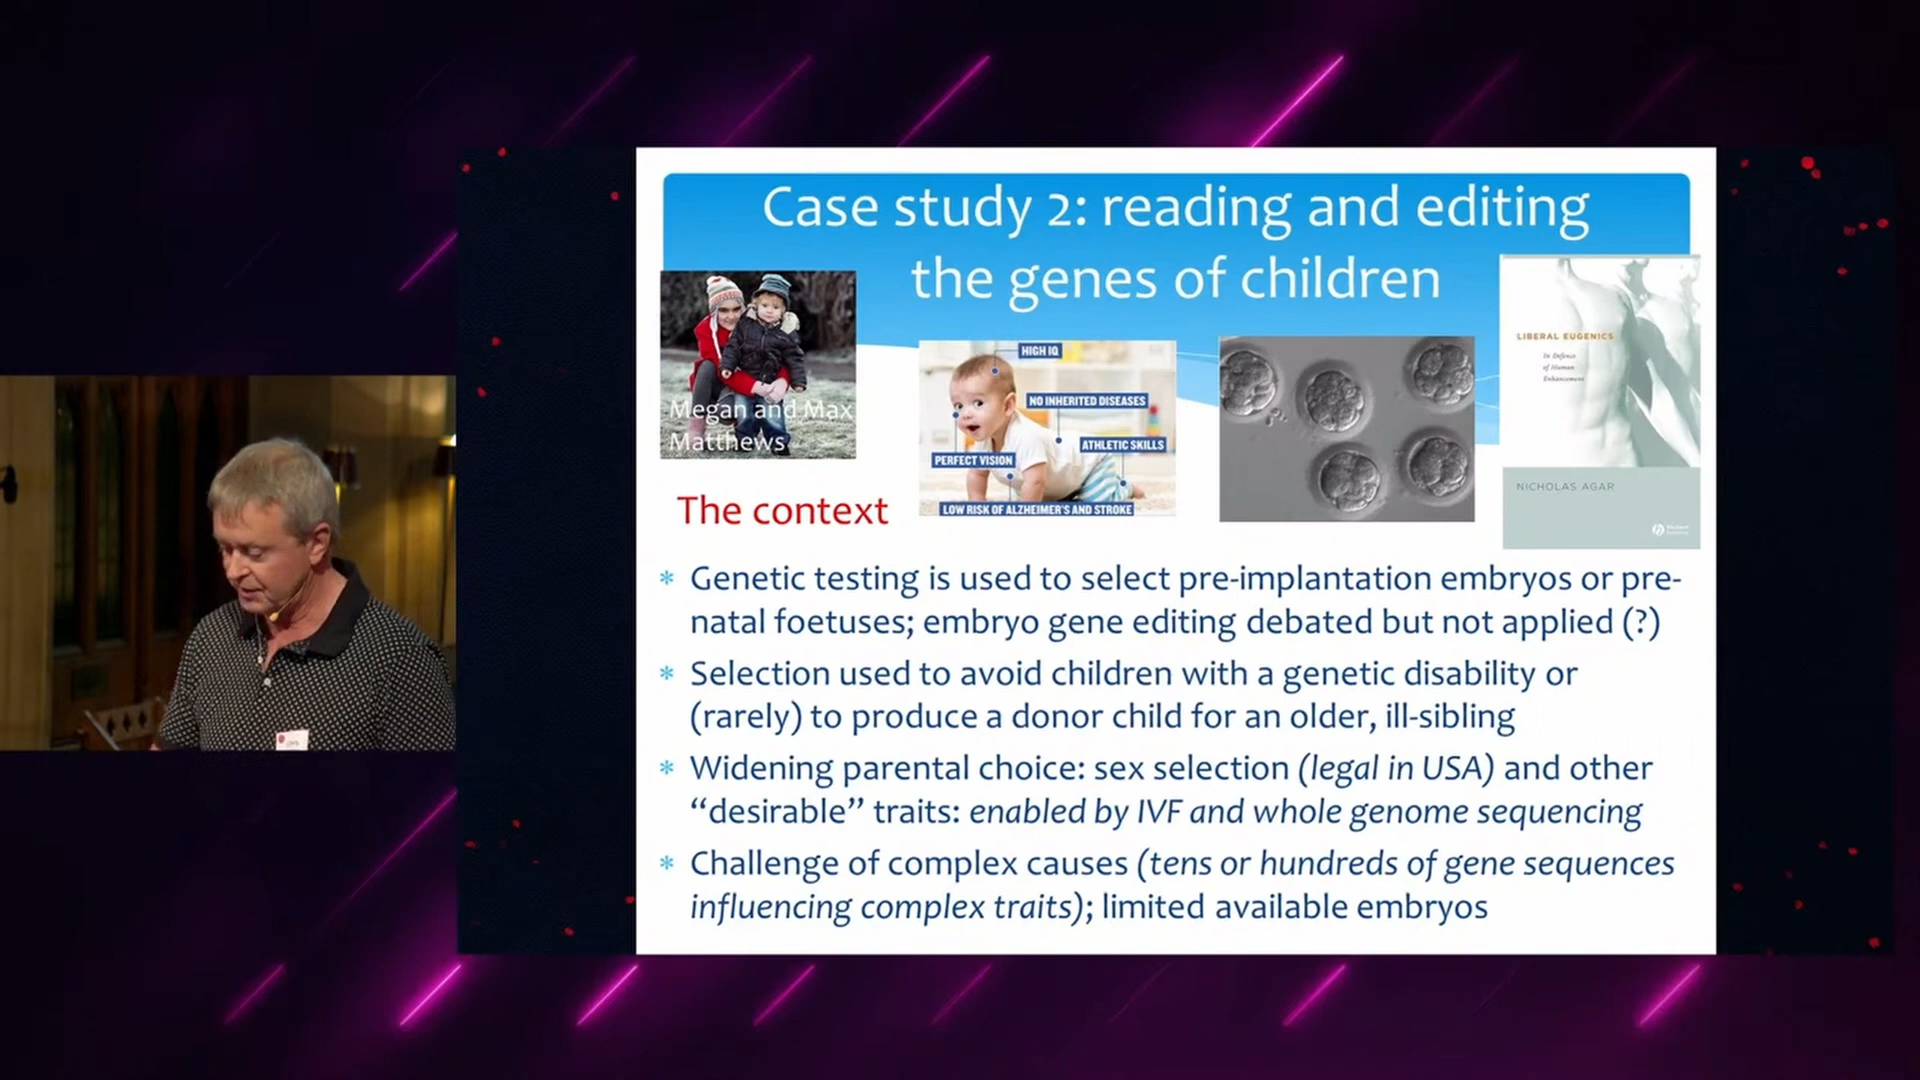 Case study 2: reading and editing
the genes of children
Megan and Max
Matthews
HIGH IQ
NO INHERITED DISEASES
ATHLETIC SKILLS
PERFECT VISION
LOW RISK OF ALZHEIMER'S AND STROKE
LIBERAL EUGENICS
In Defence
of Human
Enhancement
NICHOLAS AGAR
The context
* Genetic testing is used to select pre-implantation embryos or pre-
natal foetuses; embryo gene editing debated but not applied (?)
* Selection used to avoid children with a genetic disability or
(rarely) to produce a donor child for an older, ill-sibling
* Widening parental choice: sex selection (legal in USA) and other
“desirable” traits: enabled by IVF and whole genome sequencing
* Challenge of complex causes (tens or hundreds of gene sequences
influencing complex traits); limited available embryos